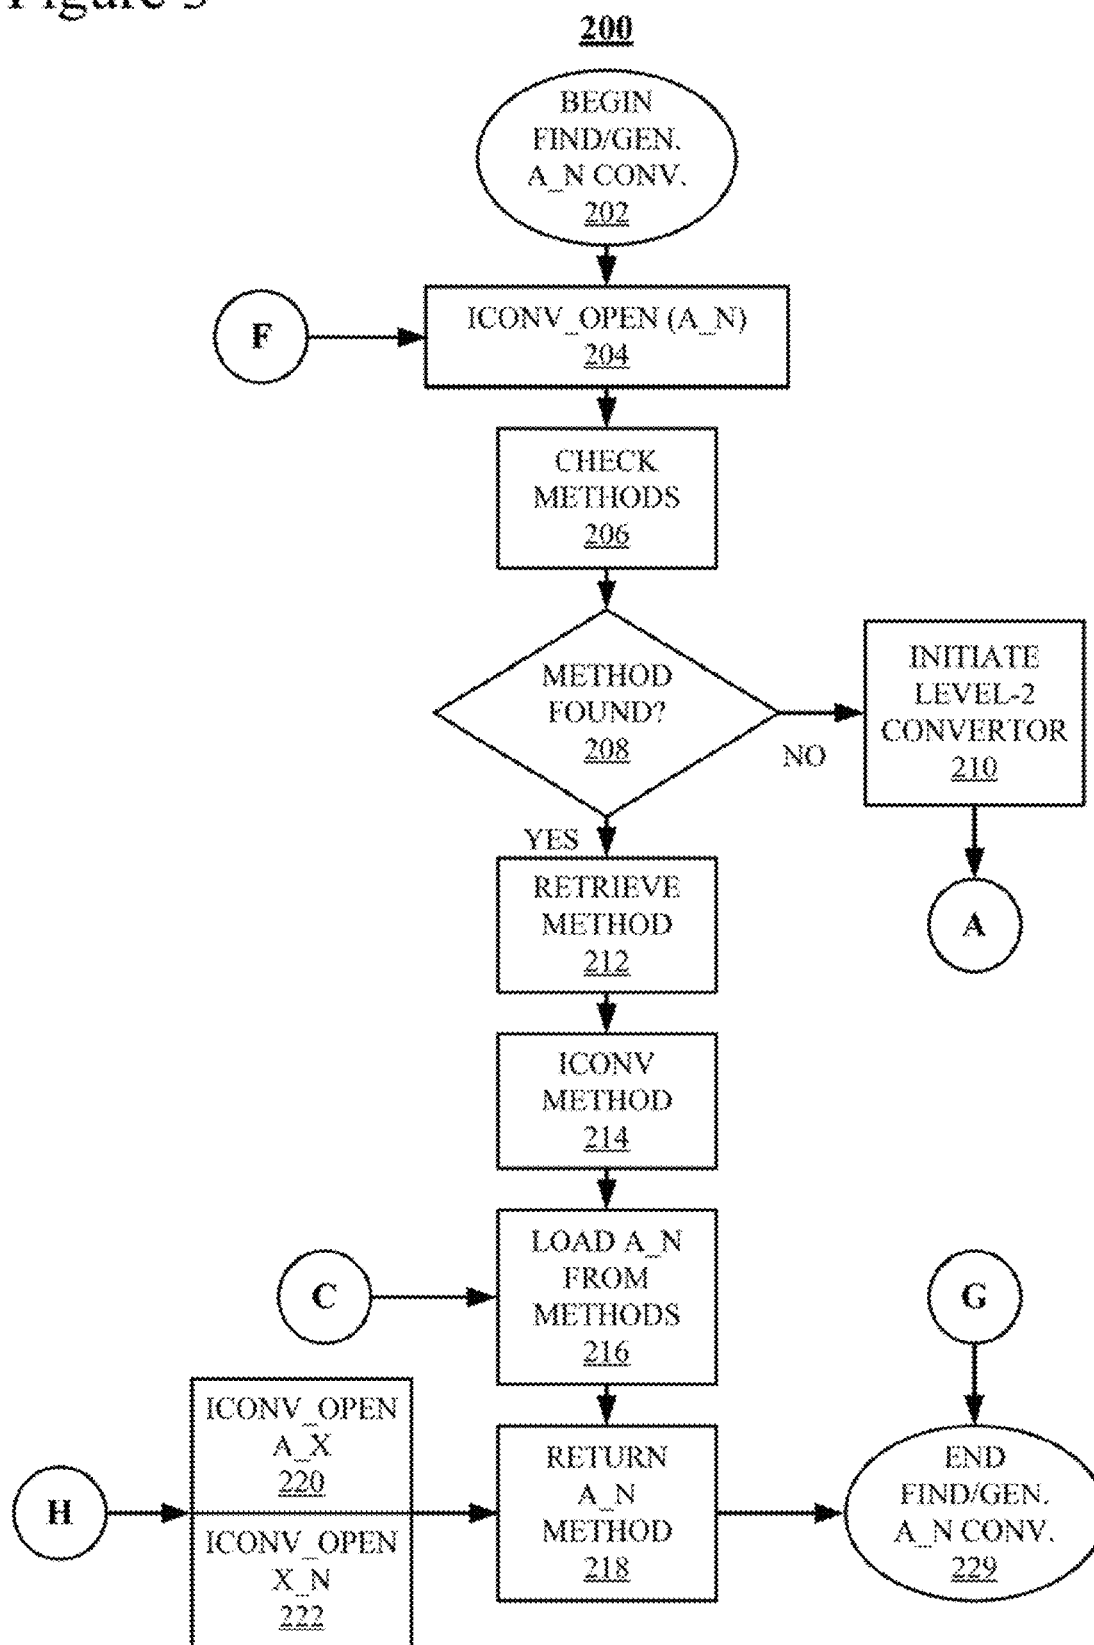 Figure 3
200
BEGIN
FIND/GEN.
A_N CONV.
202
F
ICONV_OPEN (A_N)
204
CHECK
METHODS
206
METHOD
FOUND?
208
NO
INITIATE
LEVEL-2
CONVERTOR
210
YES
A
RETRIEVE
METHOD
212
ICONV
METHOD
214
C
LOAD A_N
FROM
METHODS
216
G
H
ICONV_OPEN
A_X
220
ICONV_OPEN
X_N
222
RETURN
A_N
METHOD
218
END
FIND/GEN.
A_N CONV.
229